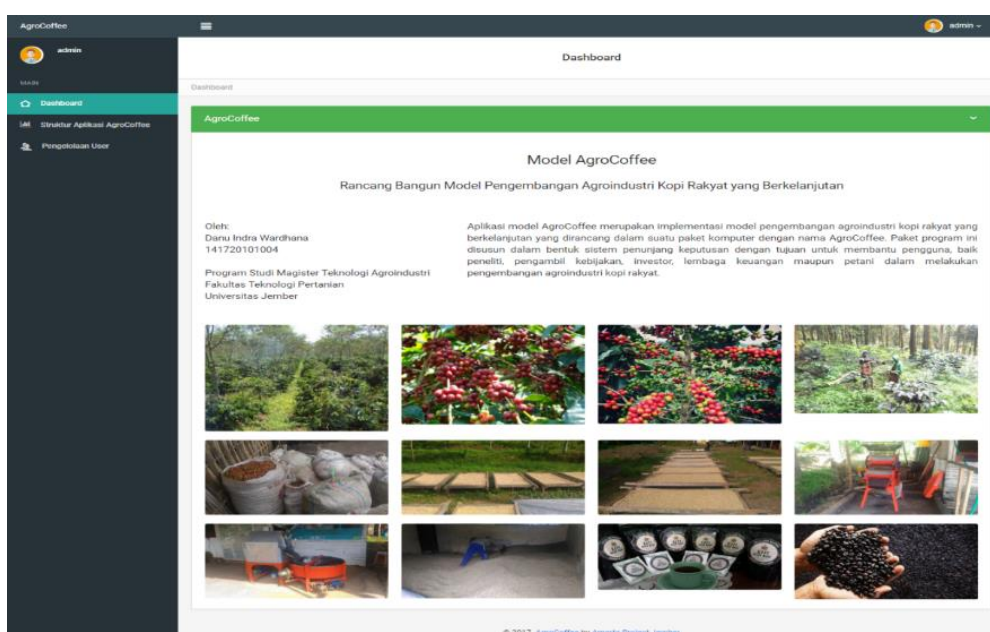 AgroCoffee
admin
admin
Dashboard
MAIN
Dashboard
Dashboard
Struktur Aplikasi AgroCoffee
Pengelolaan User
AgroCoffee
Model AgroCoffee
Rancang Bangun Model Pengembangan Agroindustri Kopi Rakyat yang Berkelanjutan
Oleh:
Danu Indra Wardhana
141720101004
Program Studi Magister Teknologi Agroindustri
Fakultas Teknologi Pertanian
Universitas Jember
Aplikasi model AgroCoffee merupakan implementasi model pengembangan agroindustri kopi rakyat yang
berkelanjutan yang dirancang dalam suatu paket komputer dengan nama AgroCoffee. Paket program ini
disusun dalam bentuk sistem penunjang keputusan dengan tujuan untuk membantu pengguna, baik
peneliti, pengambil kebijakan, investor, lembaga keuangan maupun petani dalam melakukan
pengembangan agroindustri kopi rakyat.
© 2017. AgroCoffee by